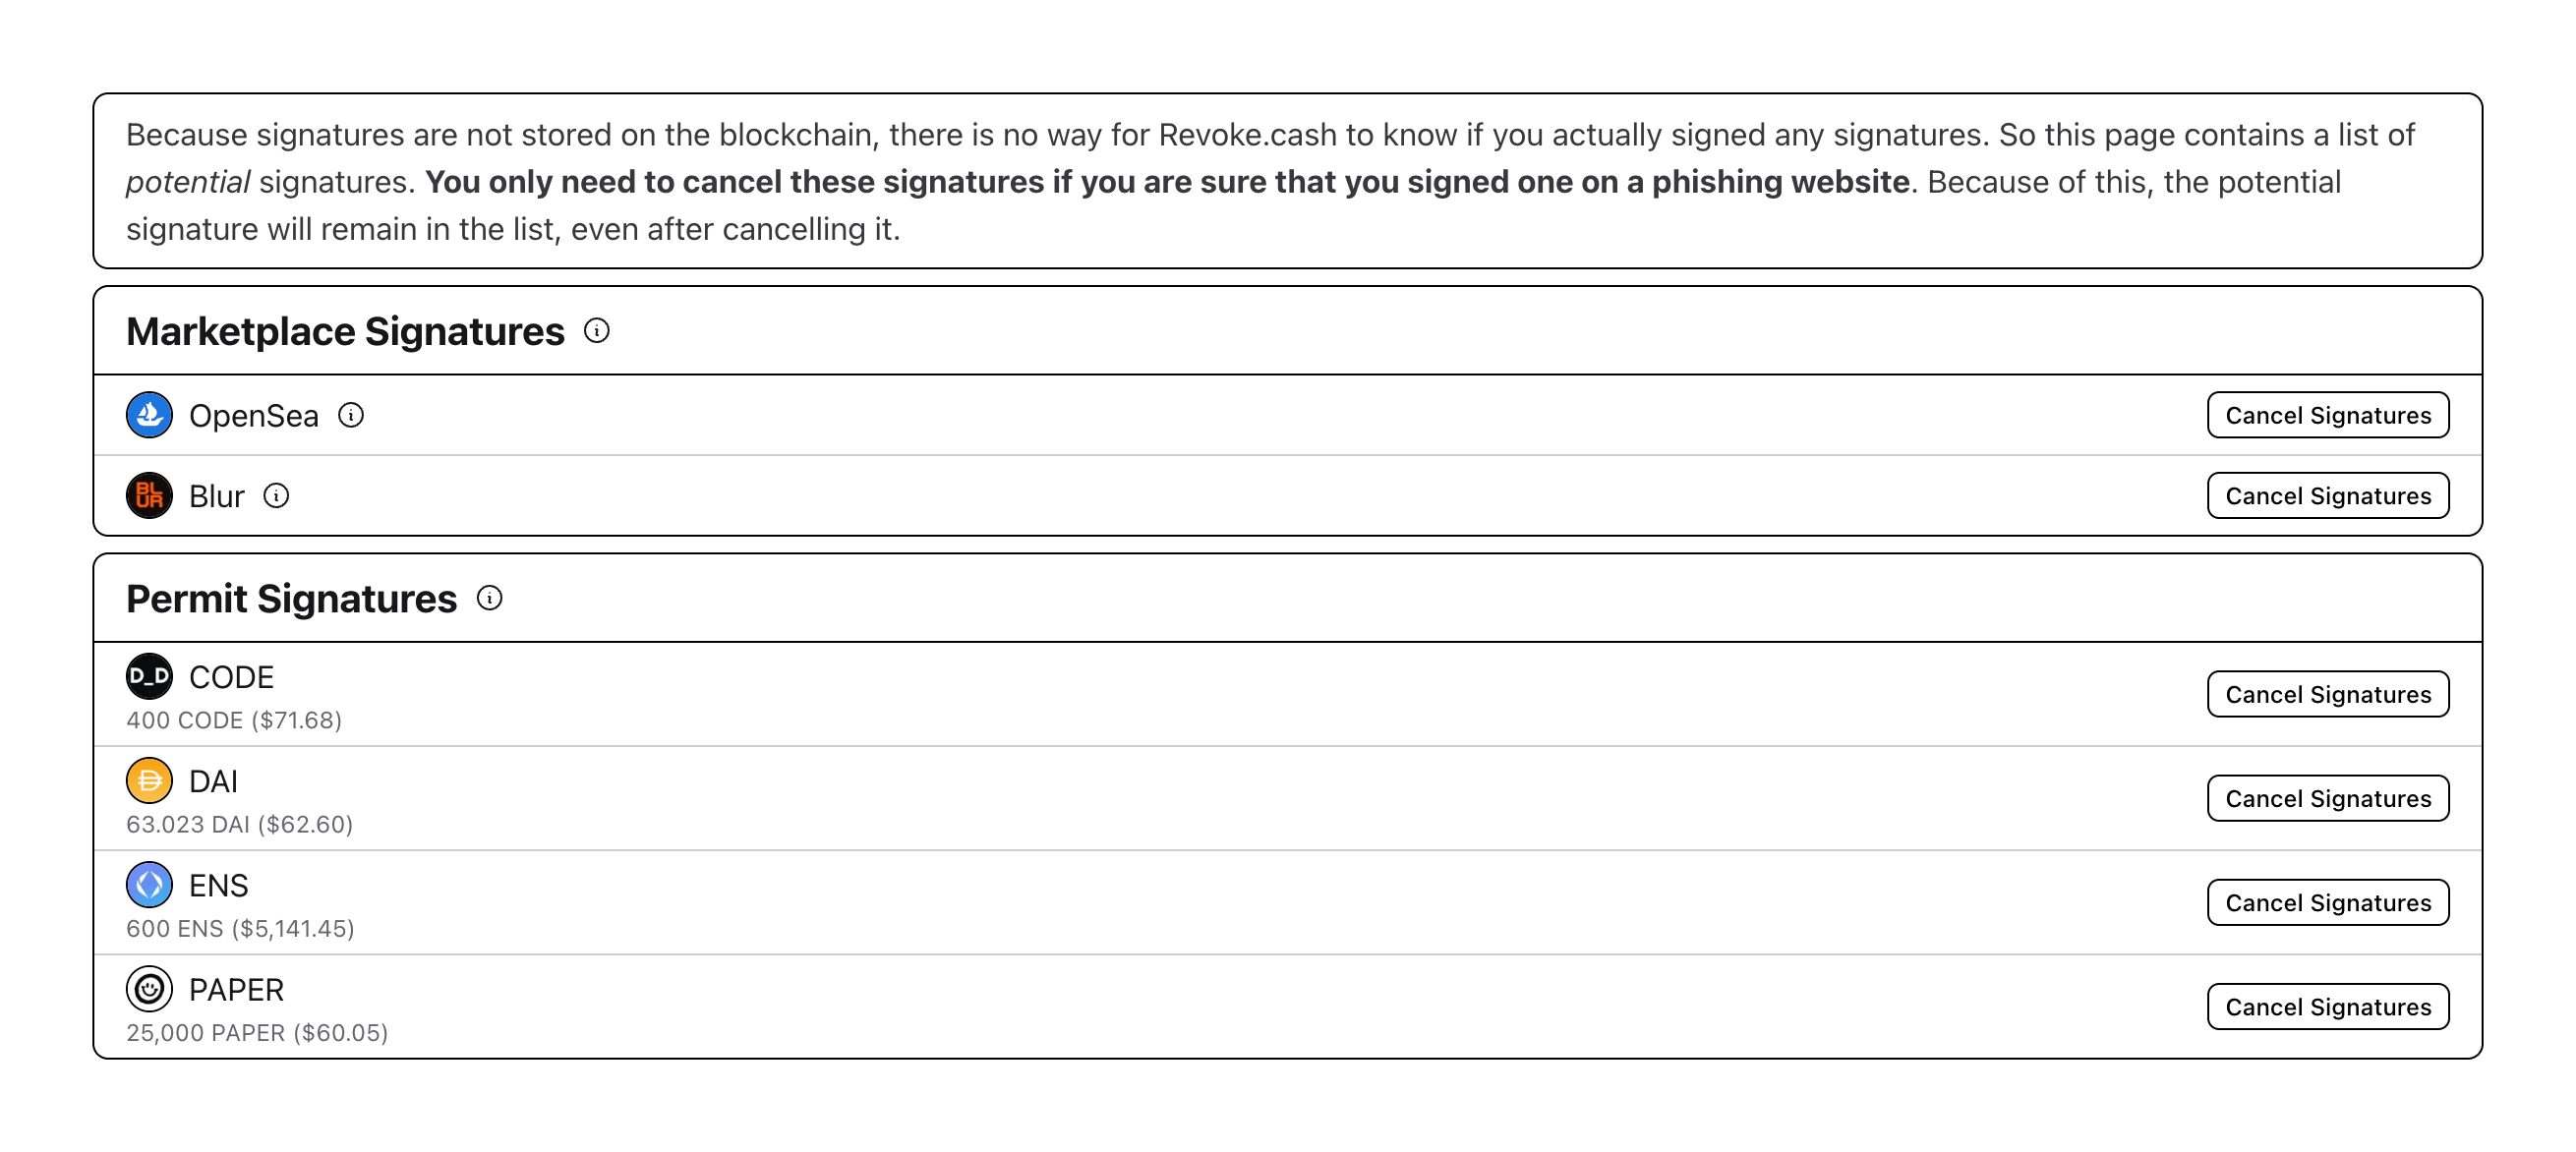 Because signatures are not stored on the blockchain, there is no way for Revoke.cash to know if you actually signed any signatures. So this page contains a list of
potential signatures. You only need to cancel these signatures if you are sure that you signed one on a phishing website. Because of this, the potential
signature will remain in the list, even after cancelling it.
Marketplace Signatures
OpenSea
Cancel Signatures
BL
UR
Blur
Cancel Signatures
Permit Signatures
D_D
CODE
400 CODE ($71.68)
Cancel Signatures
DAI
63.023 DAI ($62.60)
Cancel Signatures
ENS
600 ENS ($5,141.45)
Cancel Signatures
PAPER
25,000 PAPER ($60.05)
Cancel Signatures